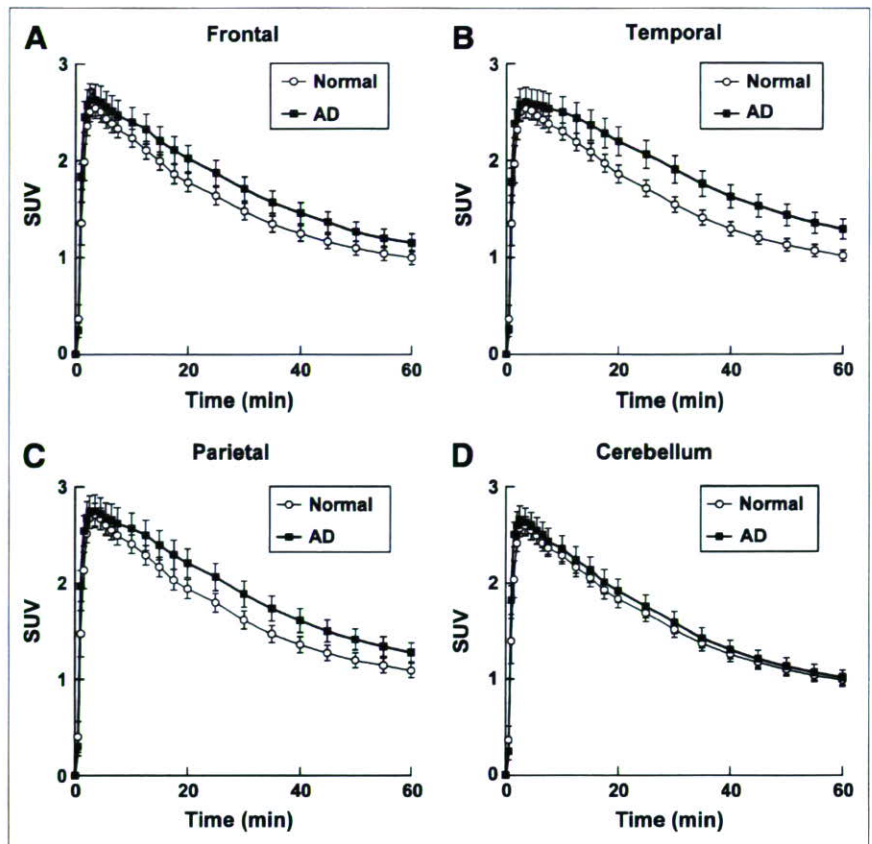 A
Frontal
3
2
1
0
SUV
Normal
AD
0 20 40 60
Time (min)
B
Temporal
3
2
1
0
SUV
Normal
AD
0 20 40 60
Time (min)
C
Parietal
3
2
1
0
SUV
Normal
AD
0 20 40 60
Time (min)
D
Cerebellum
3
2
1
0
SUV
Normal
AD
0 20 40 60
Time (min)